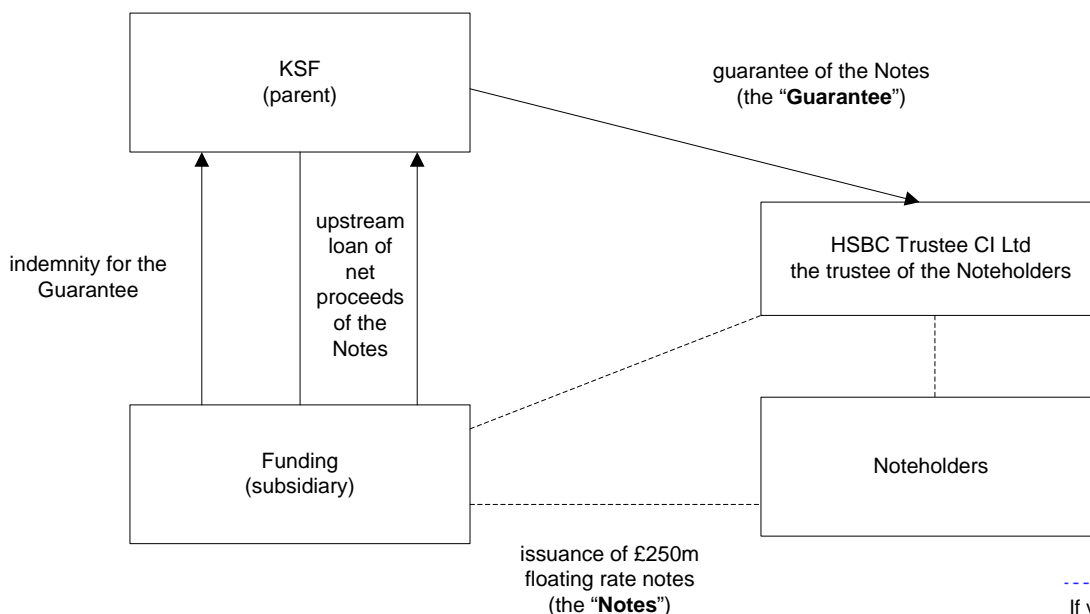 KSF
(parent)
guarantee of the Notes
(the “Guarantee”)
HSBC Trustee CI Ltd
the trustee of the Noteholders
indemnity for the
Guarantee
upstream
loan of
net
proceeds
of the
Notes
Funding
(subsidiary)
Noteholders
issuance of £250m
floating rate notes
(the “Notes”)
If